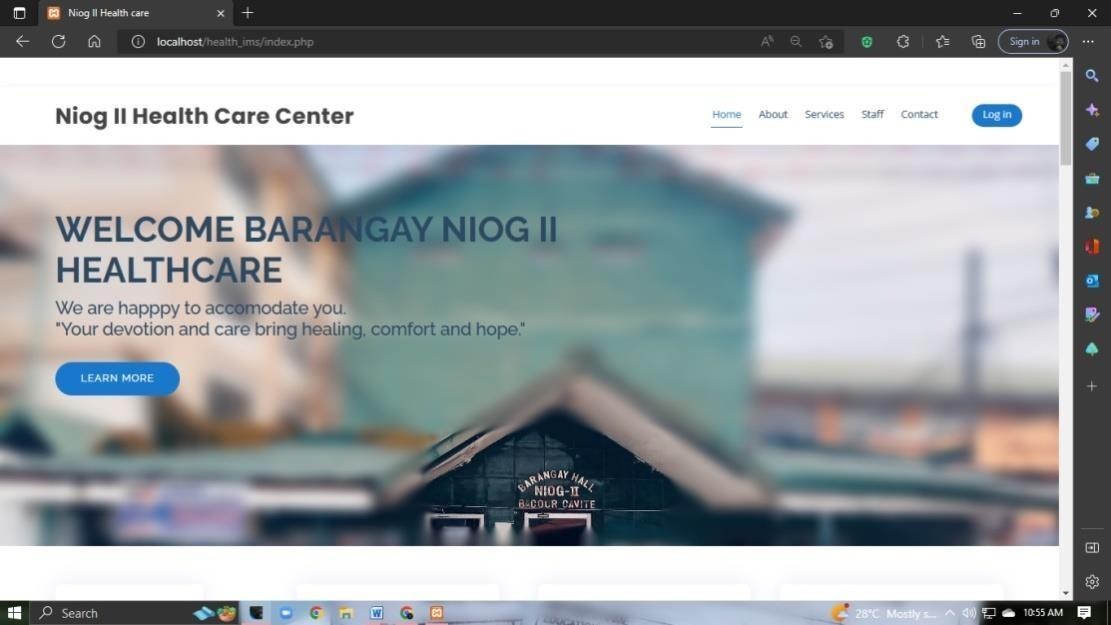 Niog II Health care
localhost/health_ims/index.php
Sign in
Niog II Health Care Center
Home About Services Staff Contact Log in
WELCOME BARANGAY NIOG II
HEALTHCARE
We are happpy to accomodate you.
"Your devotion and care bring healing, comfort and hope."
LEARN MORE
BARANGAY HALL
NIOG-II
BACOOR CAVITE
Search
28°C Mostly s...
10:55 AM